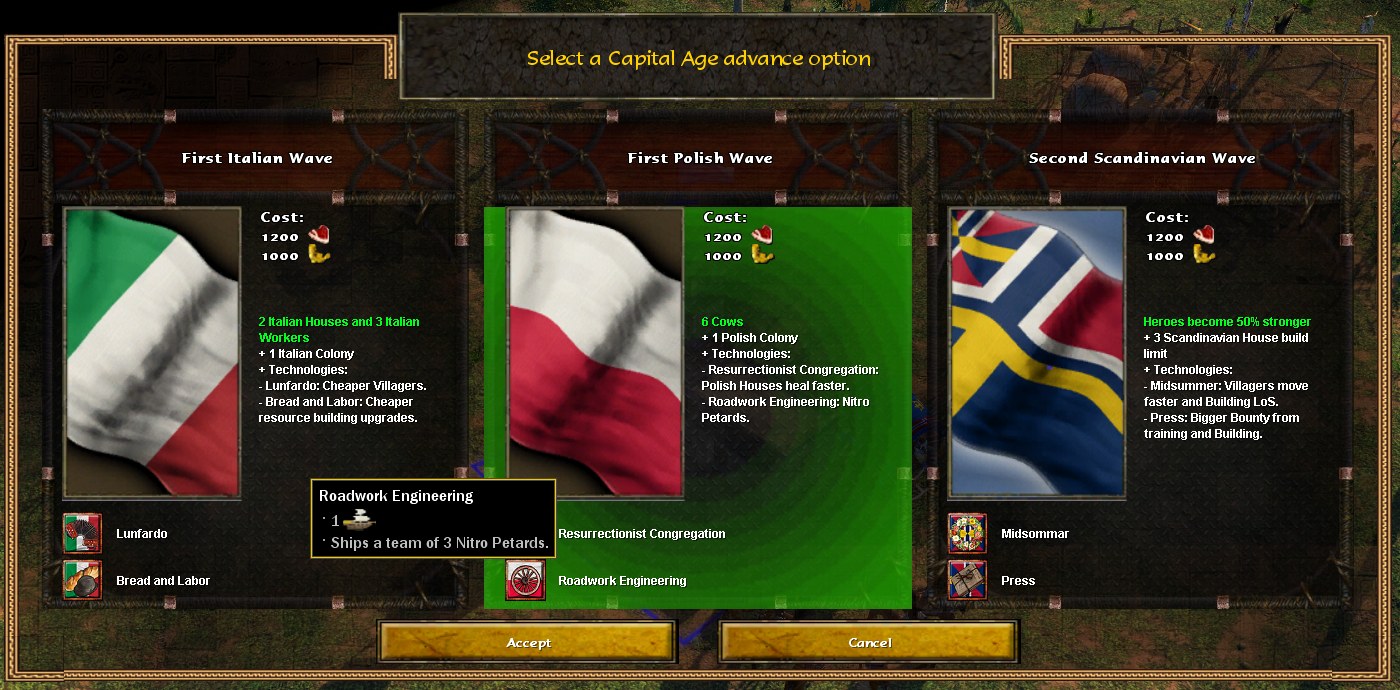 Select a Capital Age advance option
First Italian Wave
Cost:
1200
1000
2 Italian Houses and 3 Italian
Workers
+ 1 Italian Colony
+ Technologies:
- Lunfardo: Cheaper Villagers.
- Bread and Labor: Cheaper
resource building upgrades.
Lunfardo
Bread and Labor
First Polish Wave
Cost:
1200
1000
6 Cows
+ 1 Polish Colony
+ Technologies:
- Resurrectionist Congregation:
Polish Houses heal faster.
- Roadwork Engineering: Nitro
Petards.
Resurrectionist Congregation
Roadwork Engineering
Roadwork Engineering
· 1
· Ships a team of 3 Nitro Petards.
Second Scandinavian Wave
Cost:
1200
1000
Heroes become 50% stronger
+ 3 Scandinavian House build
limit
+ Technologies:
- Midsummer: Villagers move
faster and Building LoS.
- Press: Bigger Bounty from
training and Building.
Midsommar
Press
Accept
Cancel